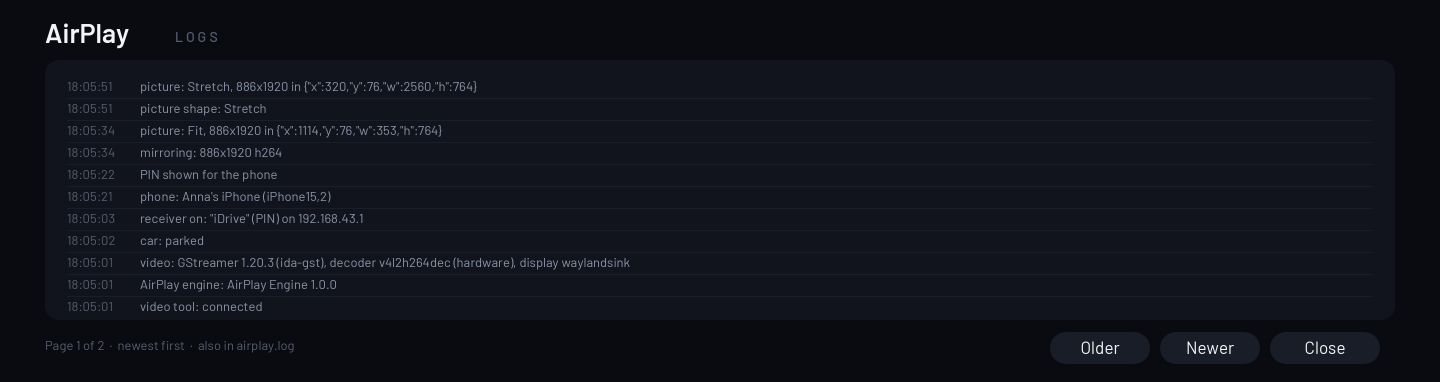 AirPlay LOGS
18:05:51 picture: Stretch, 886x1920 in {"x":320,"y":76,"w":2560,"h":764}
18:05:51 picture shape: Stretch
18:05:34 picture: Fit, 886x1920 in {"x":1114,"y":76,"w":353,"h":764}
18:05:34 mirroring: 886x1920 h264
18:05:22 PIN shown for the phone
18:05:21 phone: Anna's iPhone (iPhone15,2)
18:05:03 receiver on: "iDrive" (PIN) on 192.168.43.1
18:05:02 car: parked
18:05:01 video: GStreamer 1.20.3 (ida-gst), decoder v4l2h264dec (hardware), display waylandsink
18:05:01 AirPlay engine: AirPlay Engine 1.0.0
18:05:01 video tool: connected
Page 1 of 2 · newest first · also in airplay.log
Older Newer Close